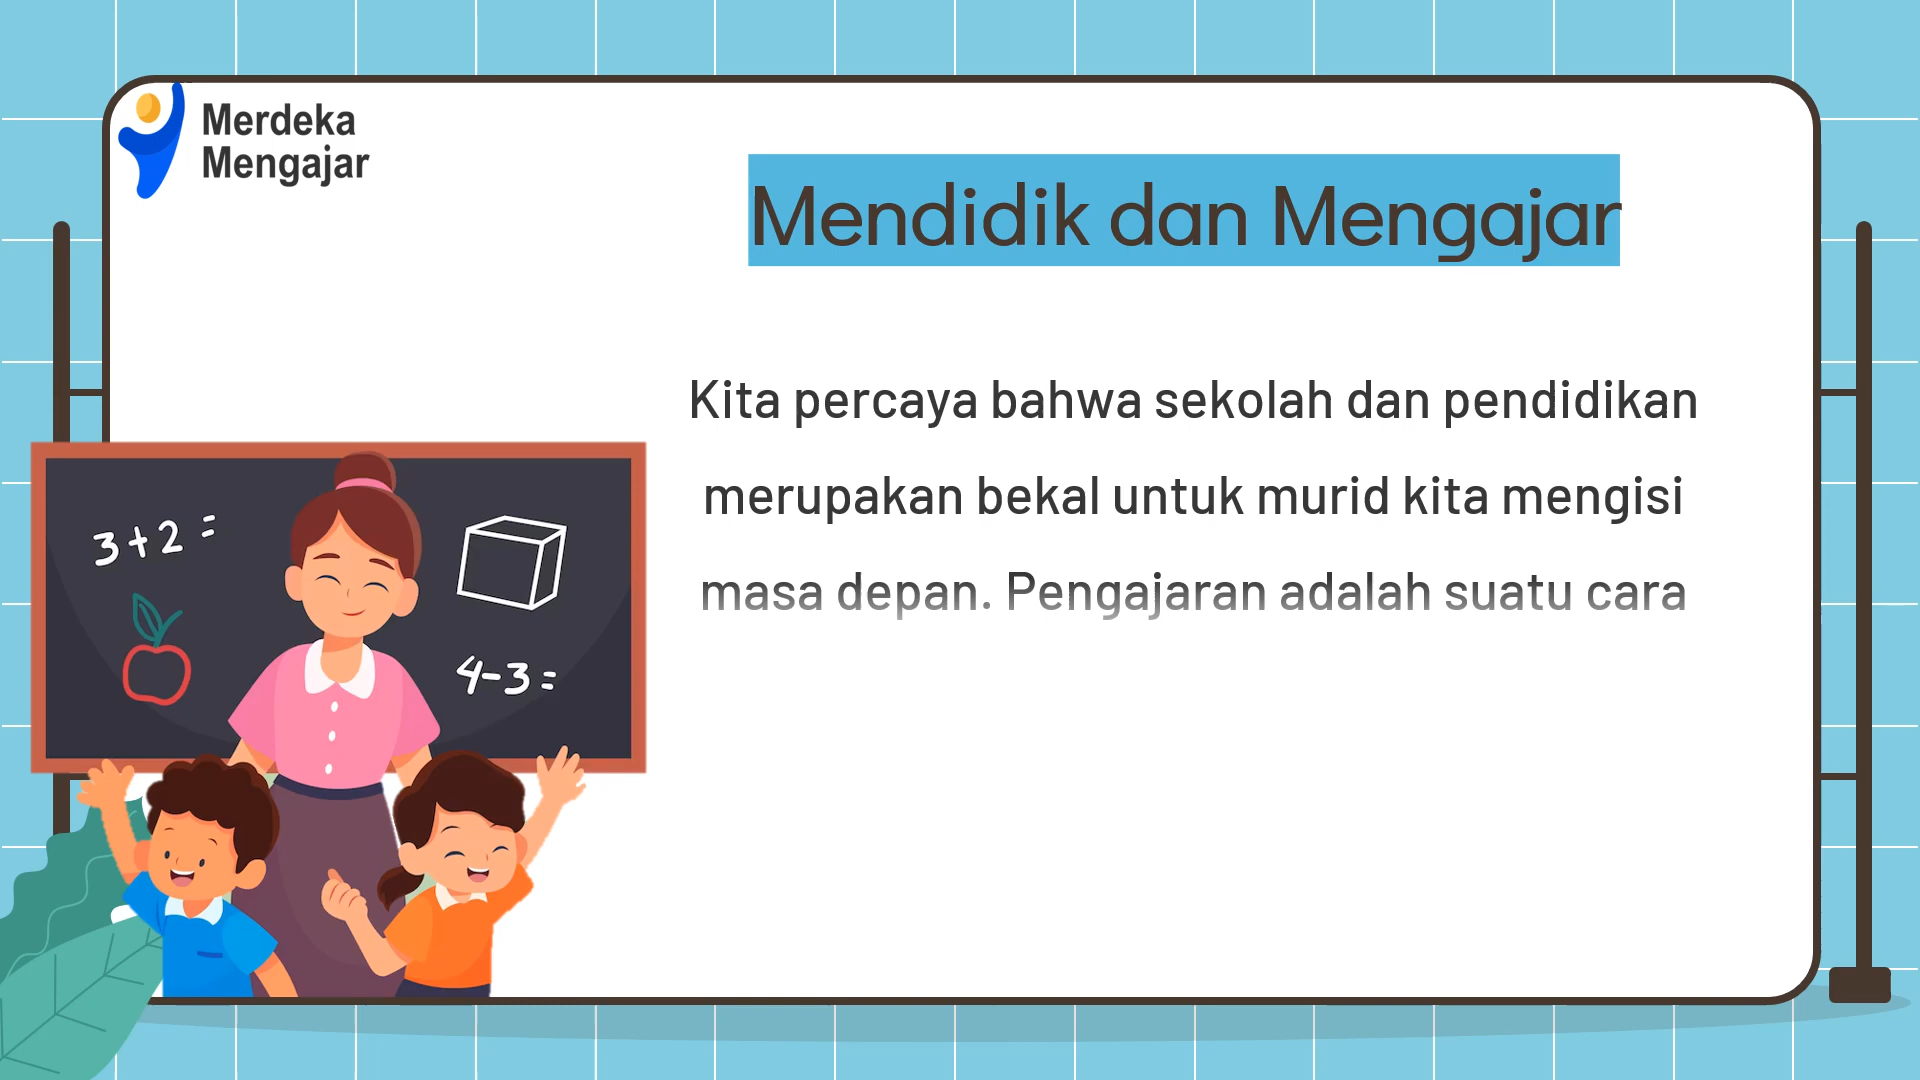 Merdeka
Mengajar
Mendidik dan Mengajar
Kita percaya bahwa sekolah dan pendidikan
merupakan bekal untuk murid kita mengisi
masa depan. Pengajaran adalah suatu cara
3+2=
4-3=